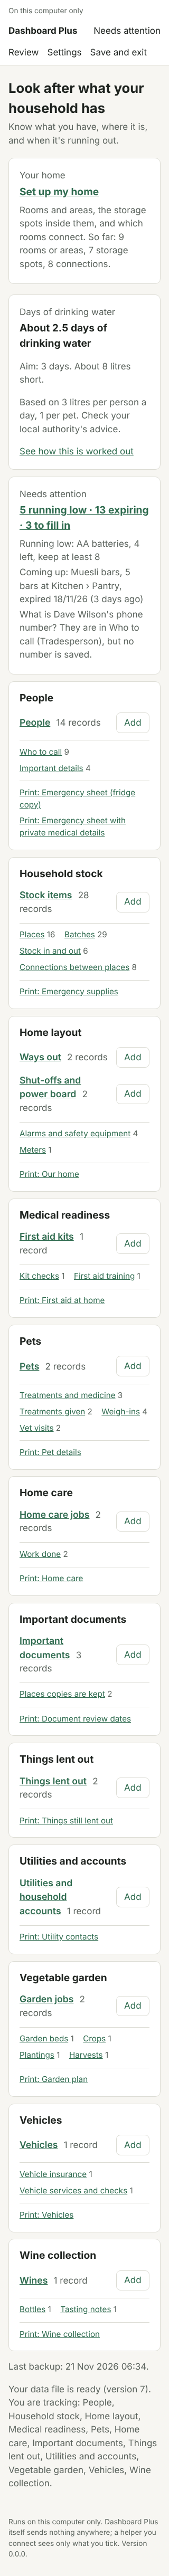 On this computer only
Dashboard Plus Needs attention
Review Settings Save and exit
Look after what your
household has
Know what you have, where it is,
and when it's running out.
Your home
Set up my home
Rooms and areas, the storage
spots inside them, and which
rooms connect. So far: 9
rooms or areas, 7 storage
spots, 8 connections.
Days of drinking water
About 2.5 days of
drinking water
Aim: 3 days. About 8 litres
short.
Based on 3 litres per person a
day, 1 per pet. Check your
local authority's advice.
See how this is worked out
Needs attention
5 running low · 13 expiring
· 3 to fill in
Running low: AA batteries, 4
left, keep at least 8
Coming up: Muesli bars, 5
bars at Kitchen › Pantry,
expired 18/11/26 (3 days ago)
What is Dave Wilson's phone
number? They are in Who to
call (Tradesperson), but no
number is saved.
People
People 14 records Add
Who to call 9
Important details 4
Print: Emergency sheet (fridge
copy)
Print: Emergency sheet with
private medical details
Household stock
Stock items 28
records
Add
Places 16 Batches 29
Stock in and out 6
Connections between places 8
Print: Emergency supplies
Home layout
Ways out 2 records Add
Shut-offs and
power board 2
records
Add
Alarms and safety equipment 4
Meters 1
Print: Our home
Medical readiness
First aid kits 1
record
Add
Kit checks 1 First aid training 1
Print: First aid at home
Pets
Pets 2 records Add
Treatments and medicine 3
Treatments given 2 Weigh-ins 4
Vet visits 2
Print: Pet details
Home care
Home care jobs 2
records
Add
Work done 2
Print: Home care
Important documents
Important
documents 3
records
Add
Places copies are kept 2
Print: Document review dates
Things lent out
Things lent out 2
records
Add
Print: Things still lent out
Utilities and accounts
Utilities and
household
accounts 1 record
Add
Print: Utility contacts
Vegetable garden
Garden jobs 2
records
Add
Garden beds 1 Crops 1
Plantings 1 Harvests 1
Print: Garden plan
Vehicles
Vehicles 1 record Add
Vehicle insurance 1
Vehicle services and checks 1
Print: Vehicles
Wine collection
Wines 1 record Add
Bottles 1 Tasting notes 1
Print: Wine collection
Last backup: 21 Nov 2026 06:34.
Your data file is ready (version 7).
You are tracking: People,
Household stock, Home layout,
Medical readiness, Pets, Home
care, Important documents, Things
lent out, Utilities and accounts,
Vegetable garden, Vehicles, Wine
collection.
Runs on this computer only. Dashboard Plus
itself sends nothing anywhere; a helper you
connect sees only what you tick. Version
0.0.0.